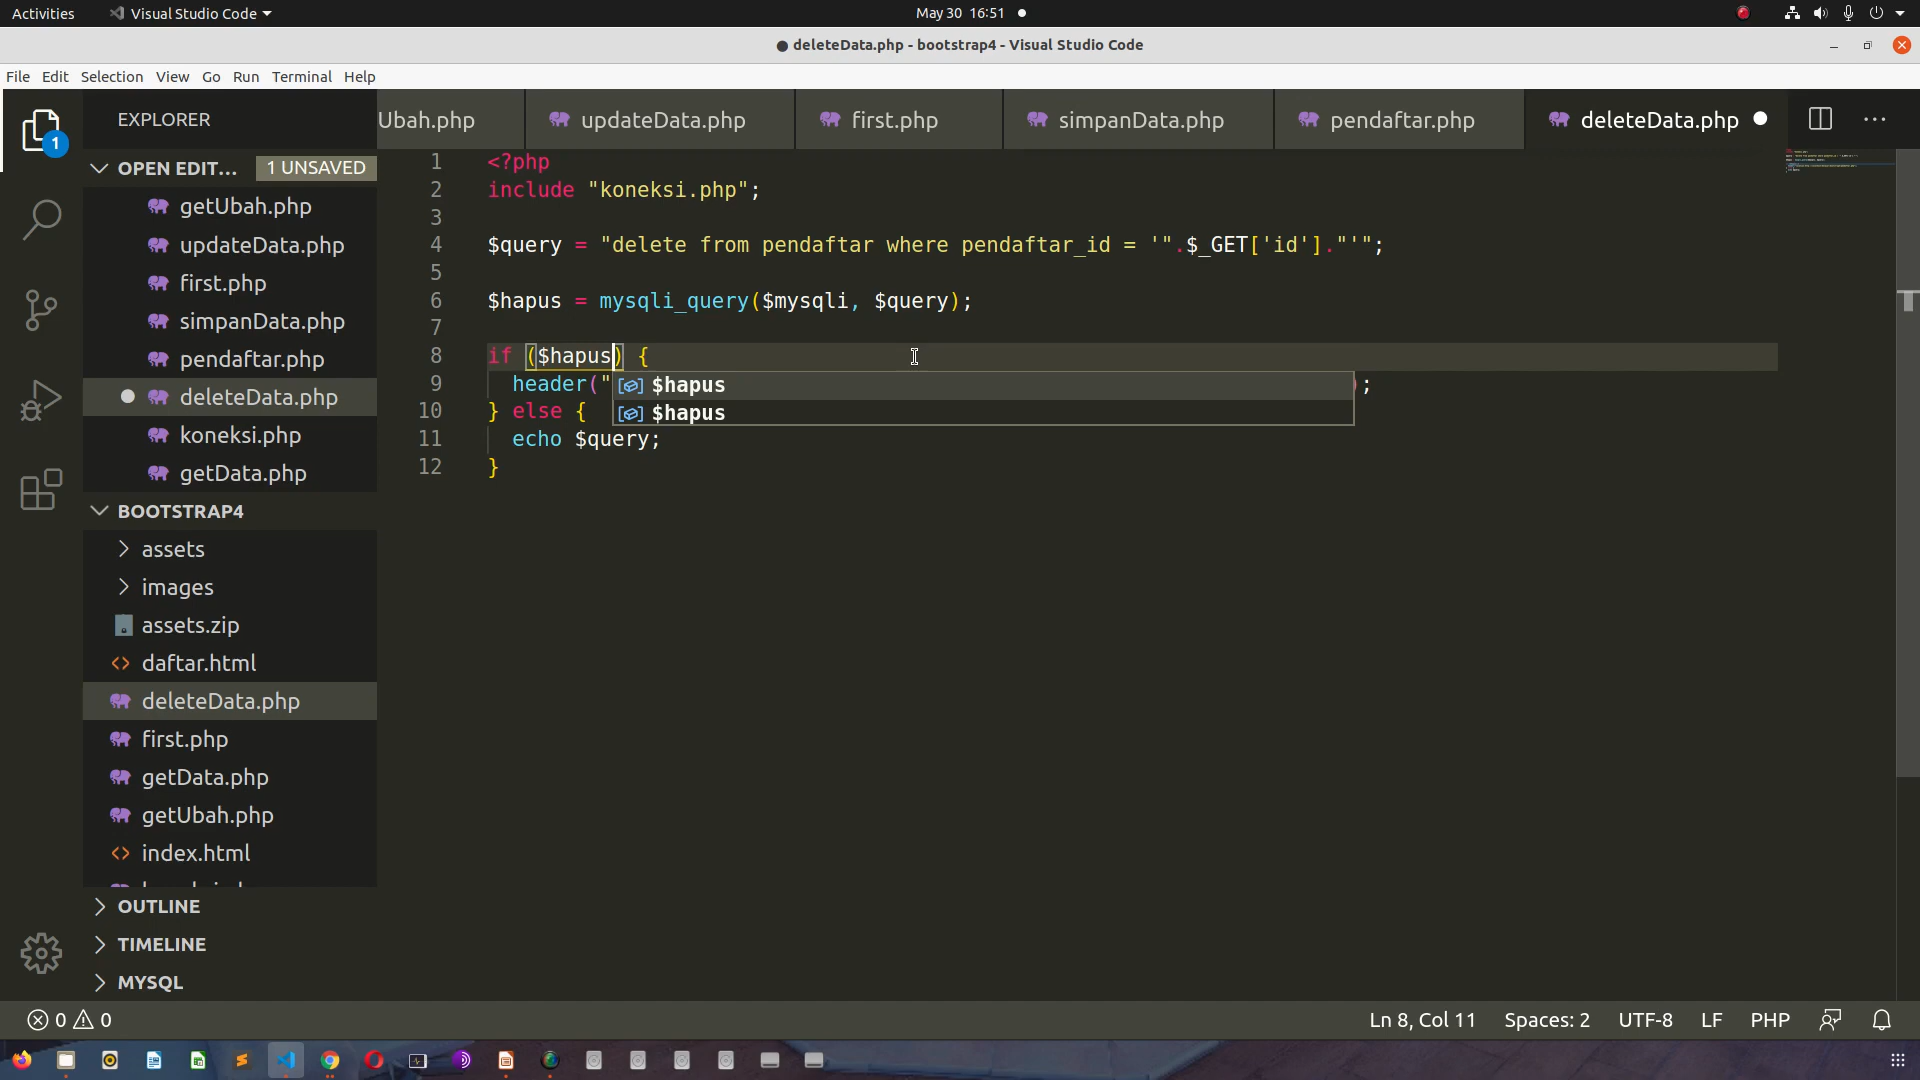 Activities
Visual Studio Code
May 30 16:51
deleteData.php - bootstrap4 - Visual Studio Code
File Edit Selection View Go Run Terminal Help
1
EXPLORER
OPEN EDIT... 1 UNSAVED
getUbah.php
updateData.php
first.php
simpanData.php
pendaftar.php
deleteData.php
koneksi.php
getData.php
BOOTSTRAP4
assets
images
assets.zip
daftar.html
deleteData.php
first.php
getData.php
getUbah.php
index.html
OUTLINE
TIMELINE
MYSQL
Ubah.php updateData.php first.php simpanData.php pendaftar.php deleteData.php
1 <?php
2 include "koneksi.php";
3
4 $query = "delete from pendaftar where pendaftar_id = '".$_GET['id']."'";
5
6 $hapus = mysqli_query($mysqli, $query);
7
8 if ($hapus) {
9 header(" );
$hapus
$hapus
10 } else {
11 echo $query;
12 }
0 0
Ln 8, Col 11 Spaces: 2 UTF-8 LF PHP